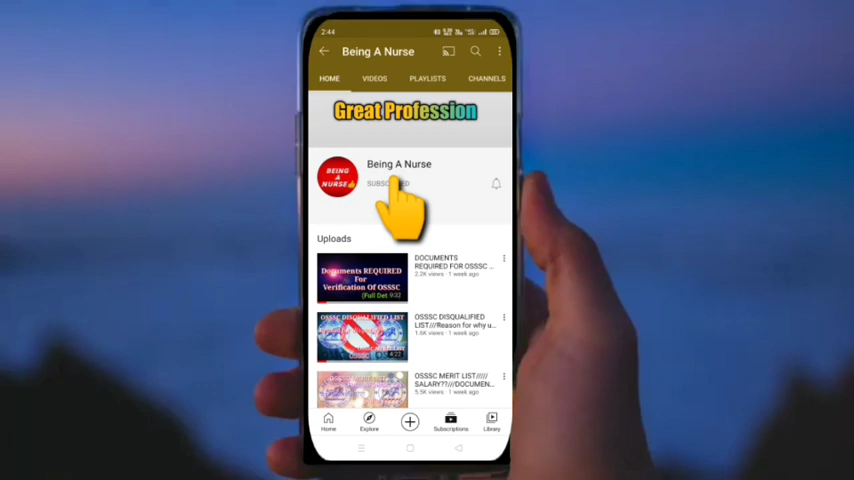 2:44
Being A Nurse
HOME VIDEOS PLAYLISTS CHANNELS
Great Profession
BEING
A
NURSE
Being A Nurse
Uploads
Documents REQUIRED
For
Verification Of OSSSC
(Full Det
9:32
DOCUMENTS
REQUIRED FOR OSSSC ...
2.2K views · 1 week ago
OSSSC DISQUALIFIED LIST
OSSSC
4:22
OSSSC DISQUALIFIED
LIST///Reason for why u...
1.6K views · 1 week ago
OSSSC MERIT LIST/////
SALARY??///DOCUMEN...
5.5K views · 1 week ago
Home Explore Subscriptions Library